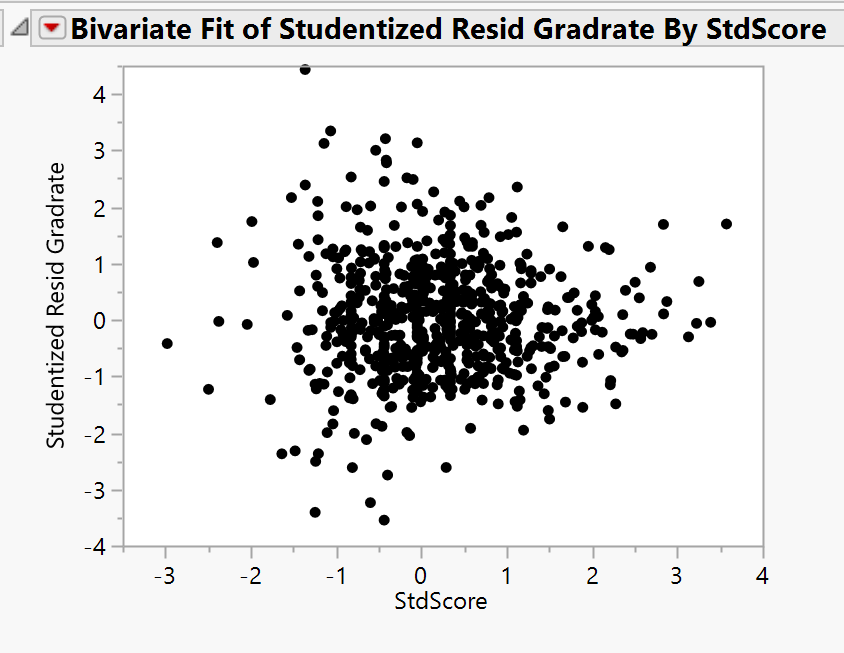 Bivariate Fit of Studentized Resid Gradrate By StdScore
Studentized Resid Gradrate
4
3
2
1
0
-1
-2
-3
-4
-3 -2 -1 0 1 2 3 4
StdScore